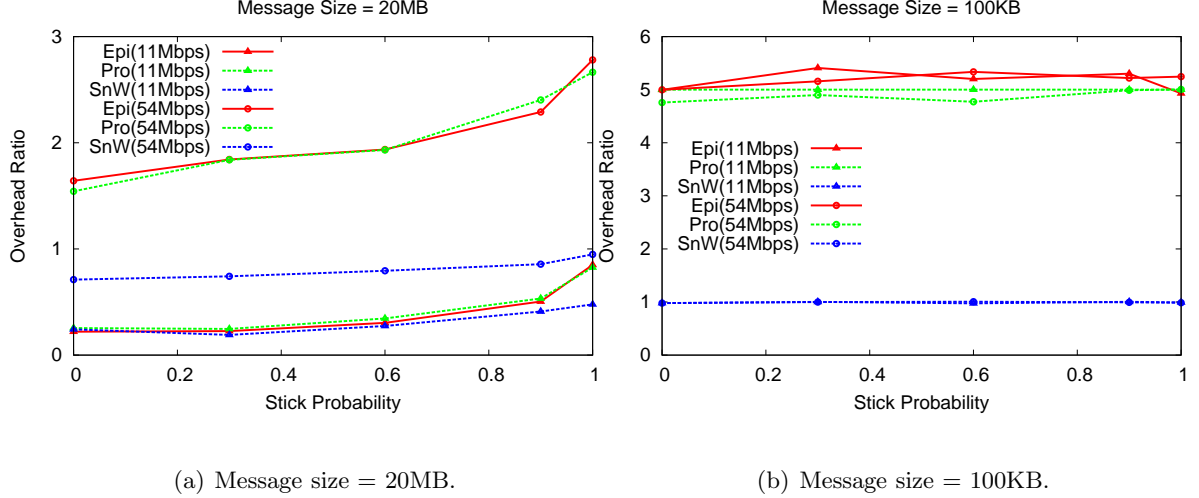 Message Size = 20MB
3
2
1
0
Overhead Ratio
Epi(11Mbps)
Pro(11Mbps)
SnW(11Mbps)
Epi(54Mbps)
Pro(54Mbps)
SnW(54Mbps)
0 0.2 0.4 0.6 0.8 1
Stick Probability
(a) Message size = 20MB.
Message Size = 100KB
6
5
4
3
2
1
0
Overhead Ratio
Epi(11Mbps)
Pro(11Mbps)
SnW(11Mbps)
Epi(54Mbps)
Pro(54Mbps)
SnW(54Mbps)
0 0.2 0.4 0.6 0.8 1
Stick Probability
(b) Message size = 100KB.